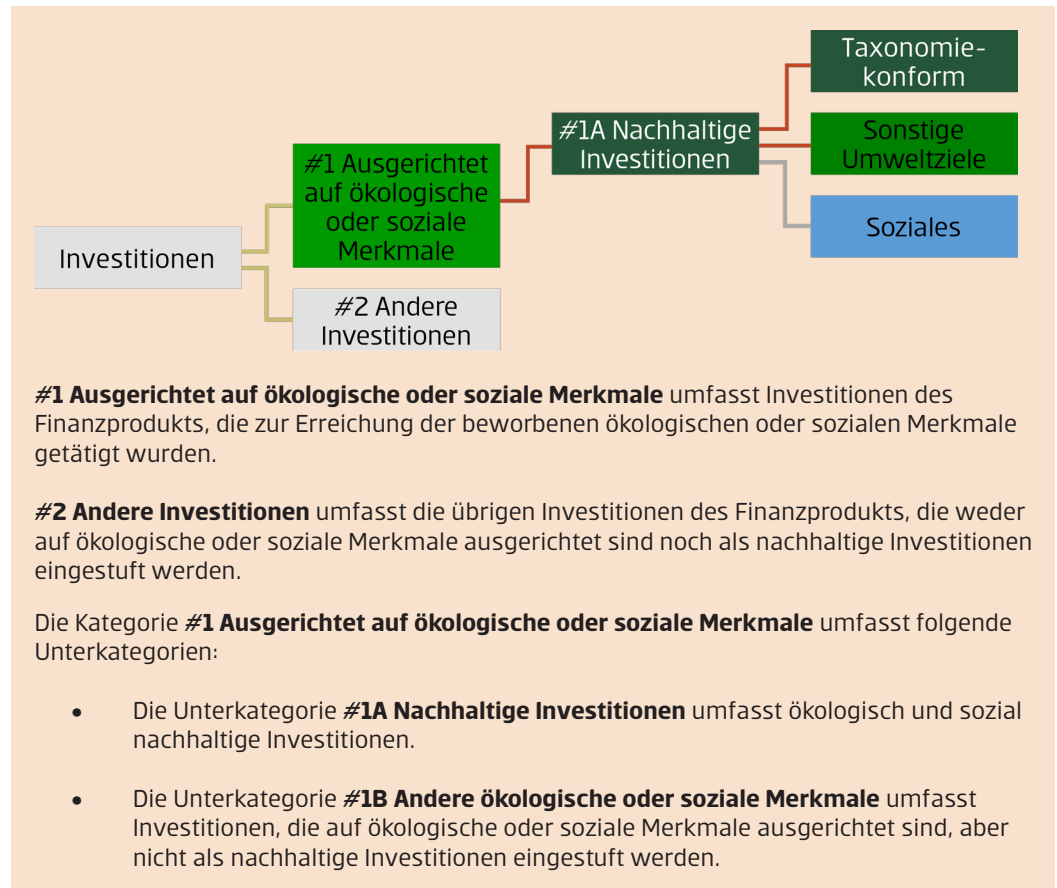 Taxonomie-
konform
#1A Nachhaltige
Investitionen
Sonstige
Umweltziele
#1 Ausgerichtet
auf ökologische
oder soziale
Merkmale
Soziales
Investitionen
#2 Andere
Investitionen
#1 Ausgerichtet auf ökologische oder soziale Merkmale umfasst Investitionen des
Finanzprodukts, die zur Erreichung der beworbenen ökologischen oder sozialen Merkmale
getätigt wurden.
#2 Andere Investitionen umfasst die übrigen Investitionen des Finanzprodukts, die weder
auf ökologische oder soziale Merkmale ausgerichtet sind noch als nachhaltige Investitionen
eingestuft werden.
Die Kategorie #1 Ausgerichtet auf ökologische oder soziale Merkmale umfasst folgende
Unterkategorien:
• Die Unterkategorie #1A Nachhaltige Investitionen umfasst ökologisch und sozial
nachhaltige Investitionen.
• Die Unterkategorie #1B Andere ökologische oder soziale Merkmale umfasst
Investitionen, die auf ökologische oder soziale Merkmale ausgerichtet sind, aber
nicht als nachhaltige Investitionen eingestuft werden.